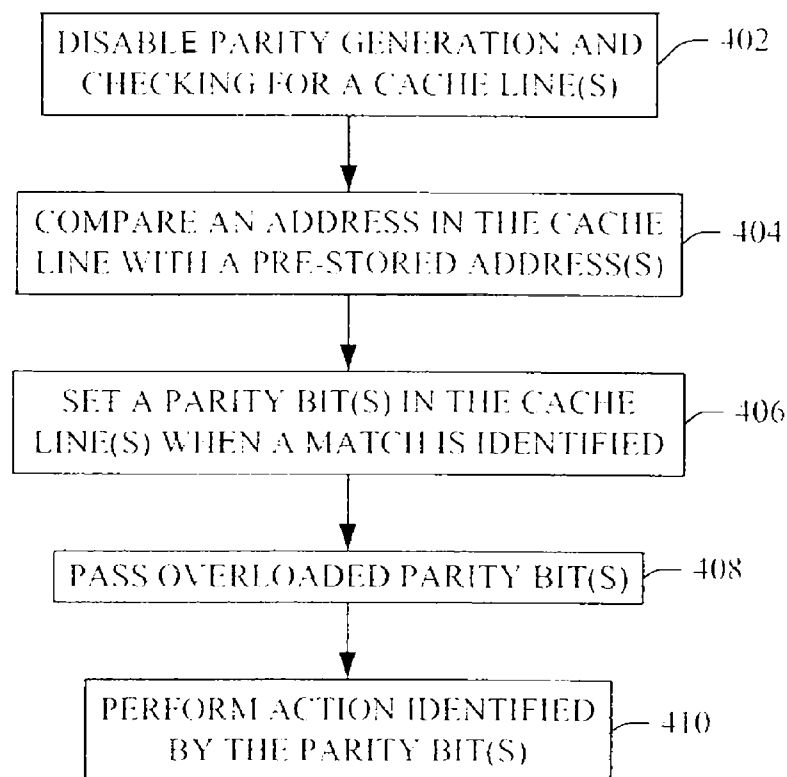 DISABLE PARITY GENERATION AND
CHECKING FOR A CACHE LINE(S)
402
COMPARE AN ADDRESS IN THE CACHE
LINE WITH A PRE-STORED ADDRESS(S)
404
SET A PARITY BIT(S) IN THE CACHE
LINE(S) WHEN A MATCH IS IDENTIFIED
406
PASS OVERLOADED PARITY BIT(S)
408
PERFORM ACTION IDENTIFIED
BY THE PARITY BIT(S)
410